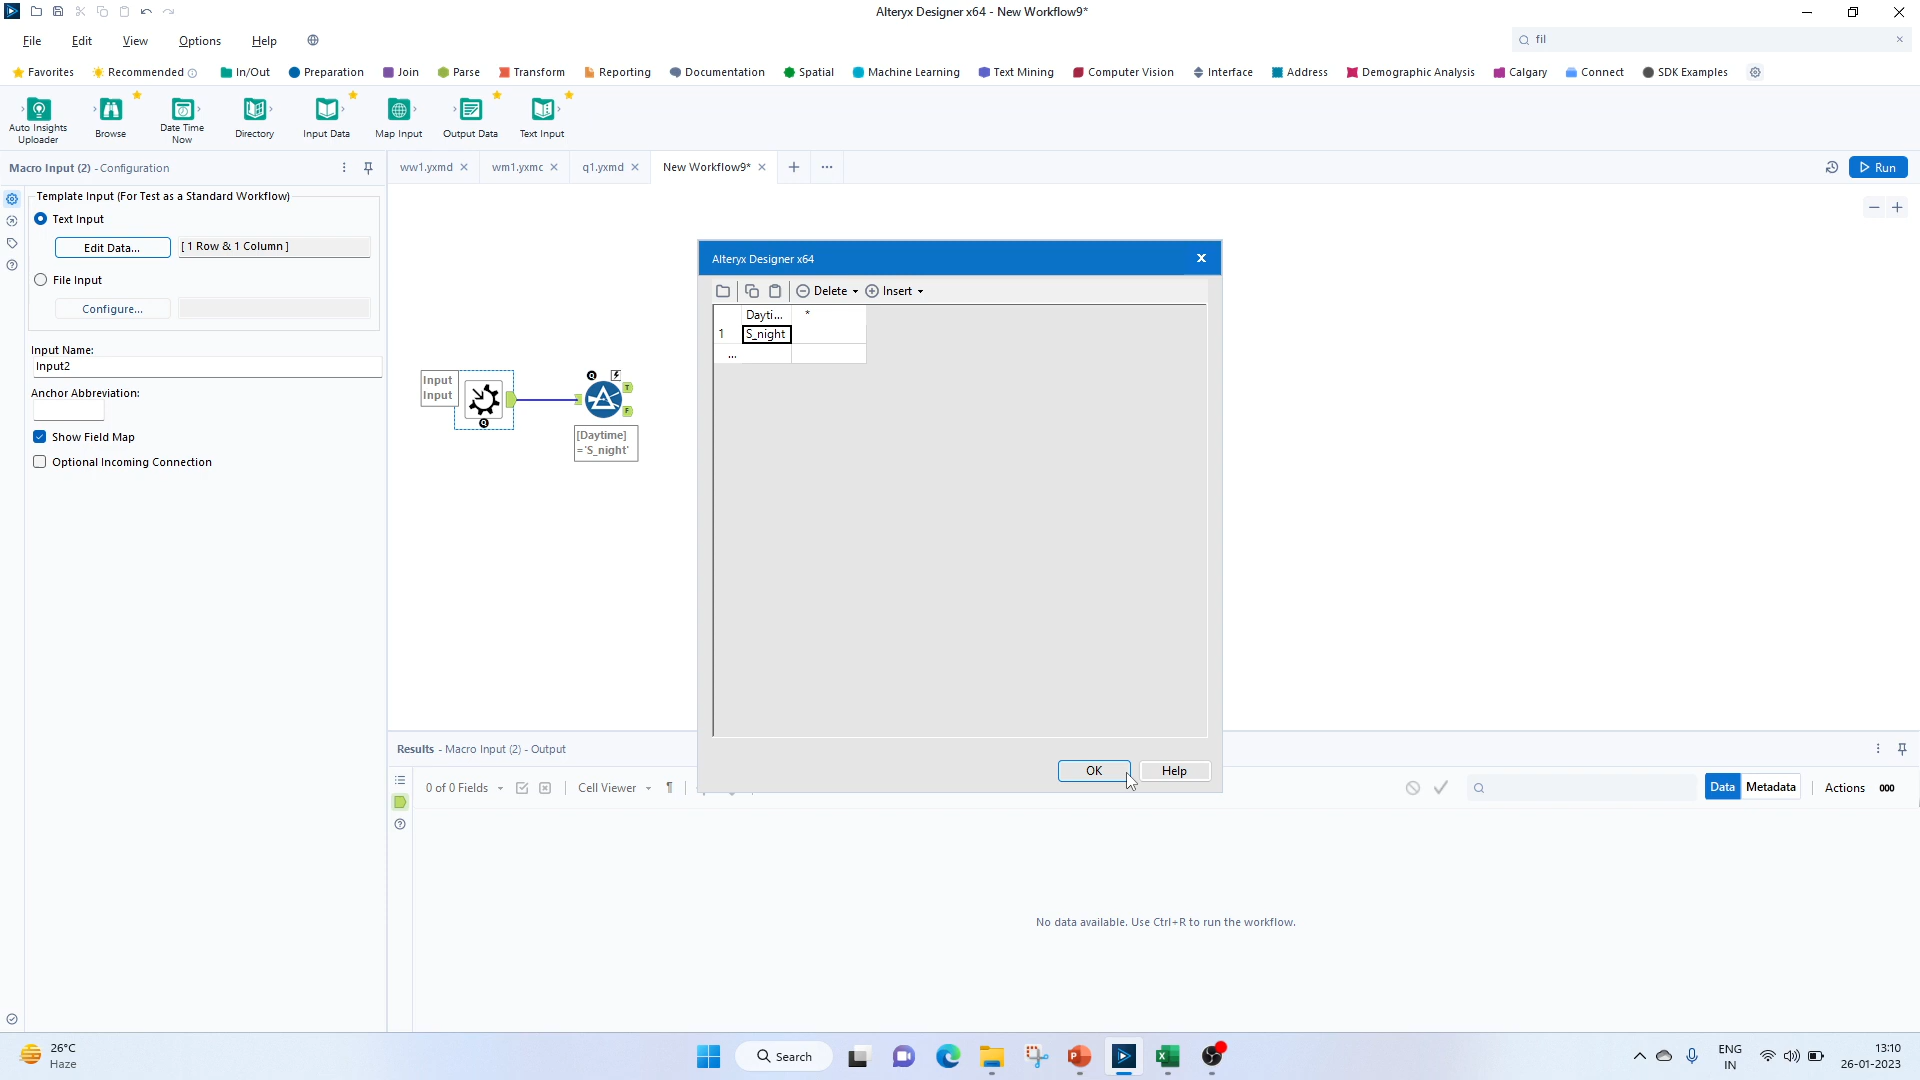 Alteryx Designer x64 - New Workflow9*
File Edit View Options Help
fil
Favorites Recommended In/Out Preparation Join Parse Transform Reporting Documentation Spatial Machine Learning Text Mining Computer Vision Interface Address Demographic Analysis Calgary Connect SDK Examples
Auto Insights
Uploader
Browse
Date Time
Now
Directory
Input Data
Map Input
Output Data
Text Input
Macro Input (2) - Configuration
ww1.yxmd wm1.yxmc q1.yxmd New Workflow9*
Run
Template Input (For Test as a Standard Workflow)
Text Input
Edit Data... [ 1 Row & 1 Column ]
File Input
Configure...
Input Name:
Input2
Anchor Abbreviation:
Show Field Map
Optional Incoming Connection
Input
Input
T
F
[Daytime]
='S_night'
Alteryx Designer x64
Delete Insert
Dayti... *
1 S_night
...
OK Help
Results - Macro Input (2) - Output
0 of 0 Fields Cell Viewer
Data Metadata Actions 000
No data available. Use Ctrl+R to run the workflow.
26°C
Haze
Search
ENG
IN
13:10
26-01-2023